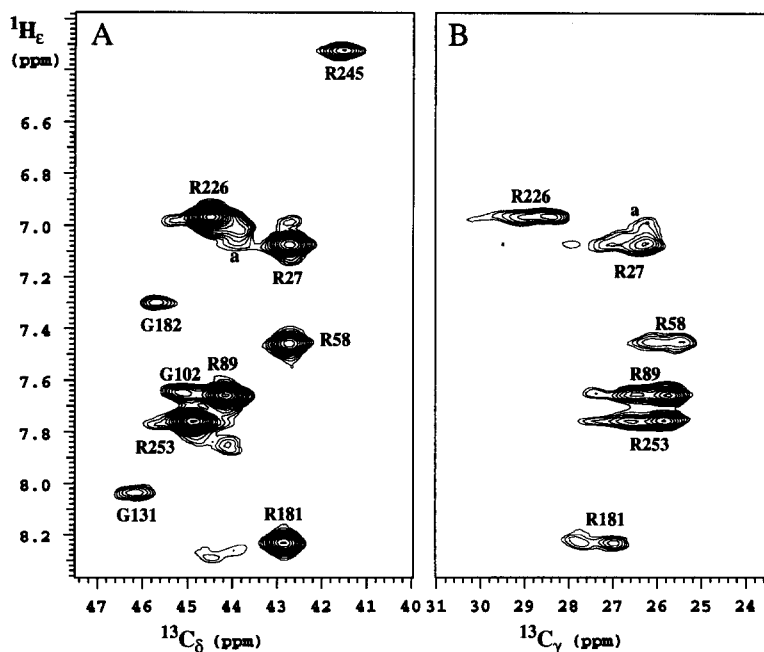 ¹Hε
(ppm)
A
B
R245
6.6
6.8
7.0
7.2
7.4
7.6
7.8
8.0
8.2
R226
a
R27
G182
R58
G102
R89
R253
G131
R181
R226
a
R27
R58
R89
R253
R181
47 46 45 44 43 42 41 40
31 30 29 28 27 26 25 24
¹³Cδ (ppm)
¹³Cγ (ppm)